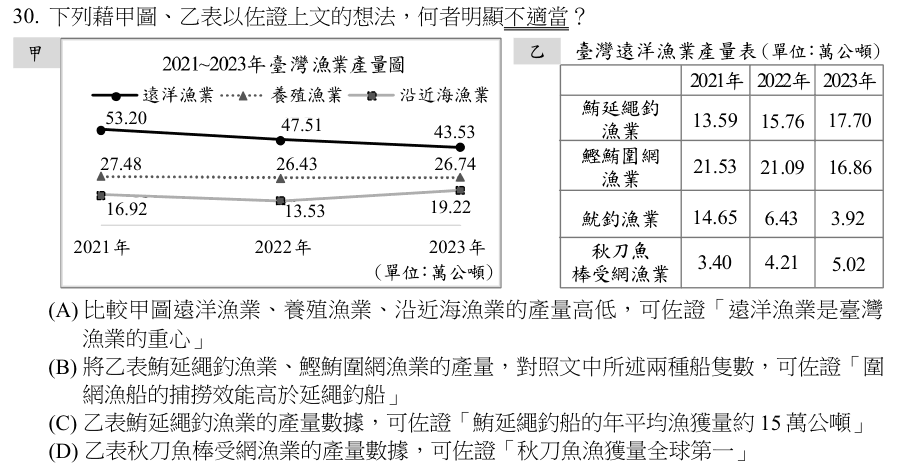 30. 下列藉甲圖、乙表以佐證上文的想法，何者明顯不適當？
甲
2021~2023年臺灣漁業產量圖
遠洋漁業 養殖漁業 沿近海漁業
53.20 47.51 43.53
27.48 26.43 26.74
16.92 13.53 19.22
2021年 2022年 2023年
（單位：萬公噸）
乙 臺灣遠洋漁業產量表（單位：萬公噸）
2021年 2022年 2023年
鮪延繩釣
漁業 13.59 15.76 17.70
鰹鮪圍網
漁業 21.53 21.09 16.86
魷釣漁業 14.65 6.43 3.92
秋刀魚
棒受網漁業 3.40 4.21 5.02
(A) 比較甲圖遠洋漁業、養殖漁業、沿近海漁業的產量高低，可佐證「遠洋漁業是臺灣
漁業的重心」
(B) 將乙表鮪延繩釣漁業、鰹鮪圍網漁業的產量，對照文中所述兩種船隻數，可佐證「圍
網漁船的捕撈效能高於延繩釣船」
(C) 乙表鮪延繩釣漁業的產量數據，可佐證「鮪延繩釣船的年平均漁獲量約 15 萬公噸」
(D) 乙表秋刀魚棒受網漁業的產量數據，可佐證「秋刀魚漁獲量全球第一」